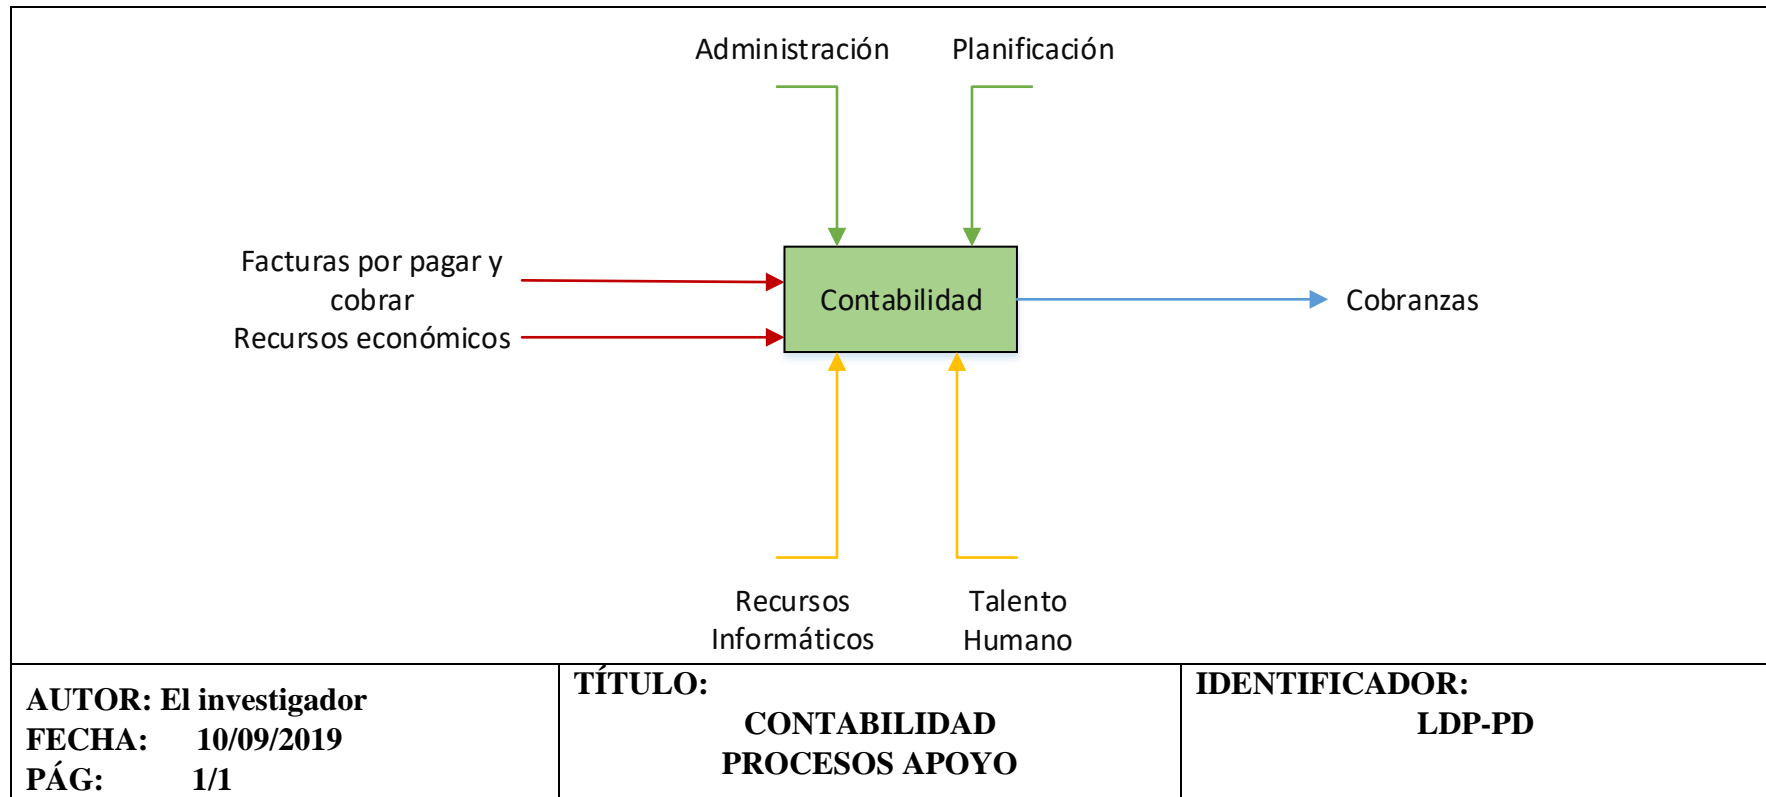 Administración
Planificación
Facturas por pagar y
cobrar
Recursos económicos
Contabilidad
Cobranzas
Recursos
Informáticos
Talento
Humano
AUTOR: El investigador
FECHA: 10/09/2019
PÁG: 1/1
TÍTULO:
CONTABILIDAD
PROCESOS APOYO
IDENTIFICADOR:
LDP-PD